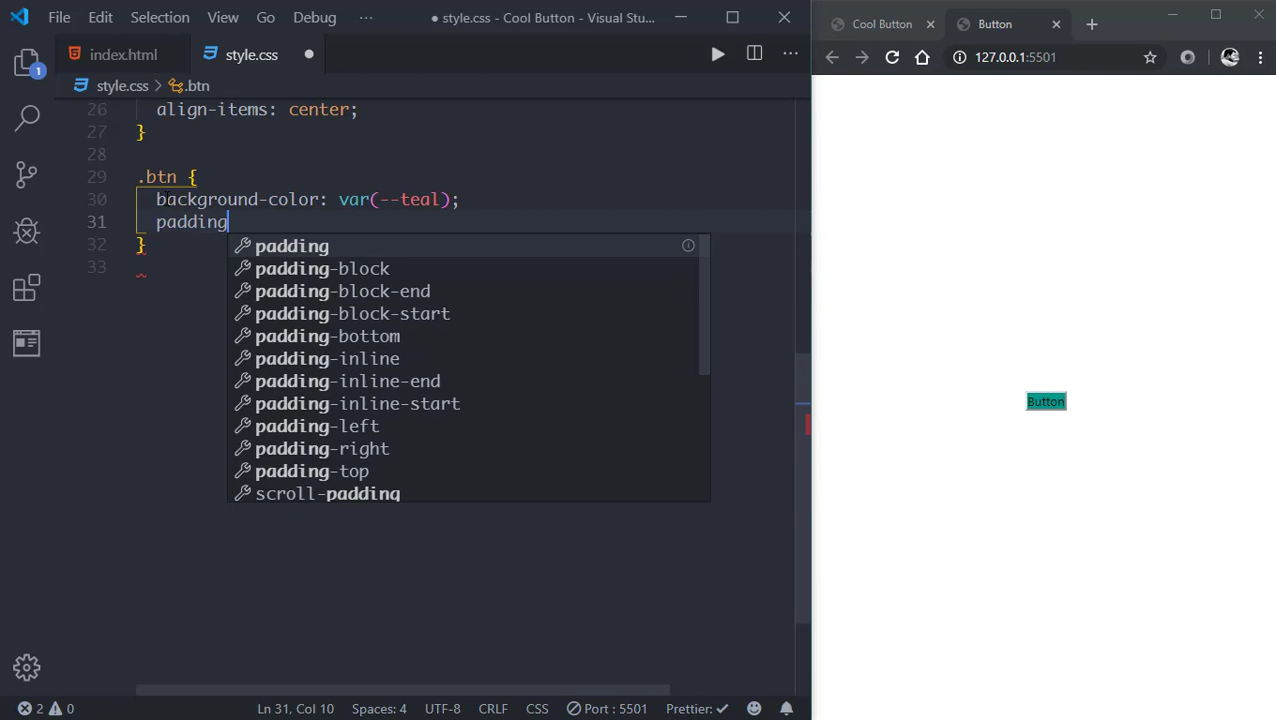 File Edit Selection View Go Debug ··· ● style.css - Cool Button - Visual Stu...
Cool Button Button
1
index.html style.css
127.0.0.1:5501
style.css > .btn
26 align-items: center;
27 }
28
29 .btn {
30 background-color: var(--teal);
31 padding
32 }
33
padding
padding-block
padding-block-end
padding-block-start
padding-bottom
padding-inline
padding-inline-end
padding-inline-start
padding-left
padding-right
padding-top
scroll-padding
Button
2 0 Ln 31, Col 10 Spaces: 4 UTF-8 CRLF CSS Port : 5501 Prettier: ✓